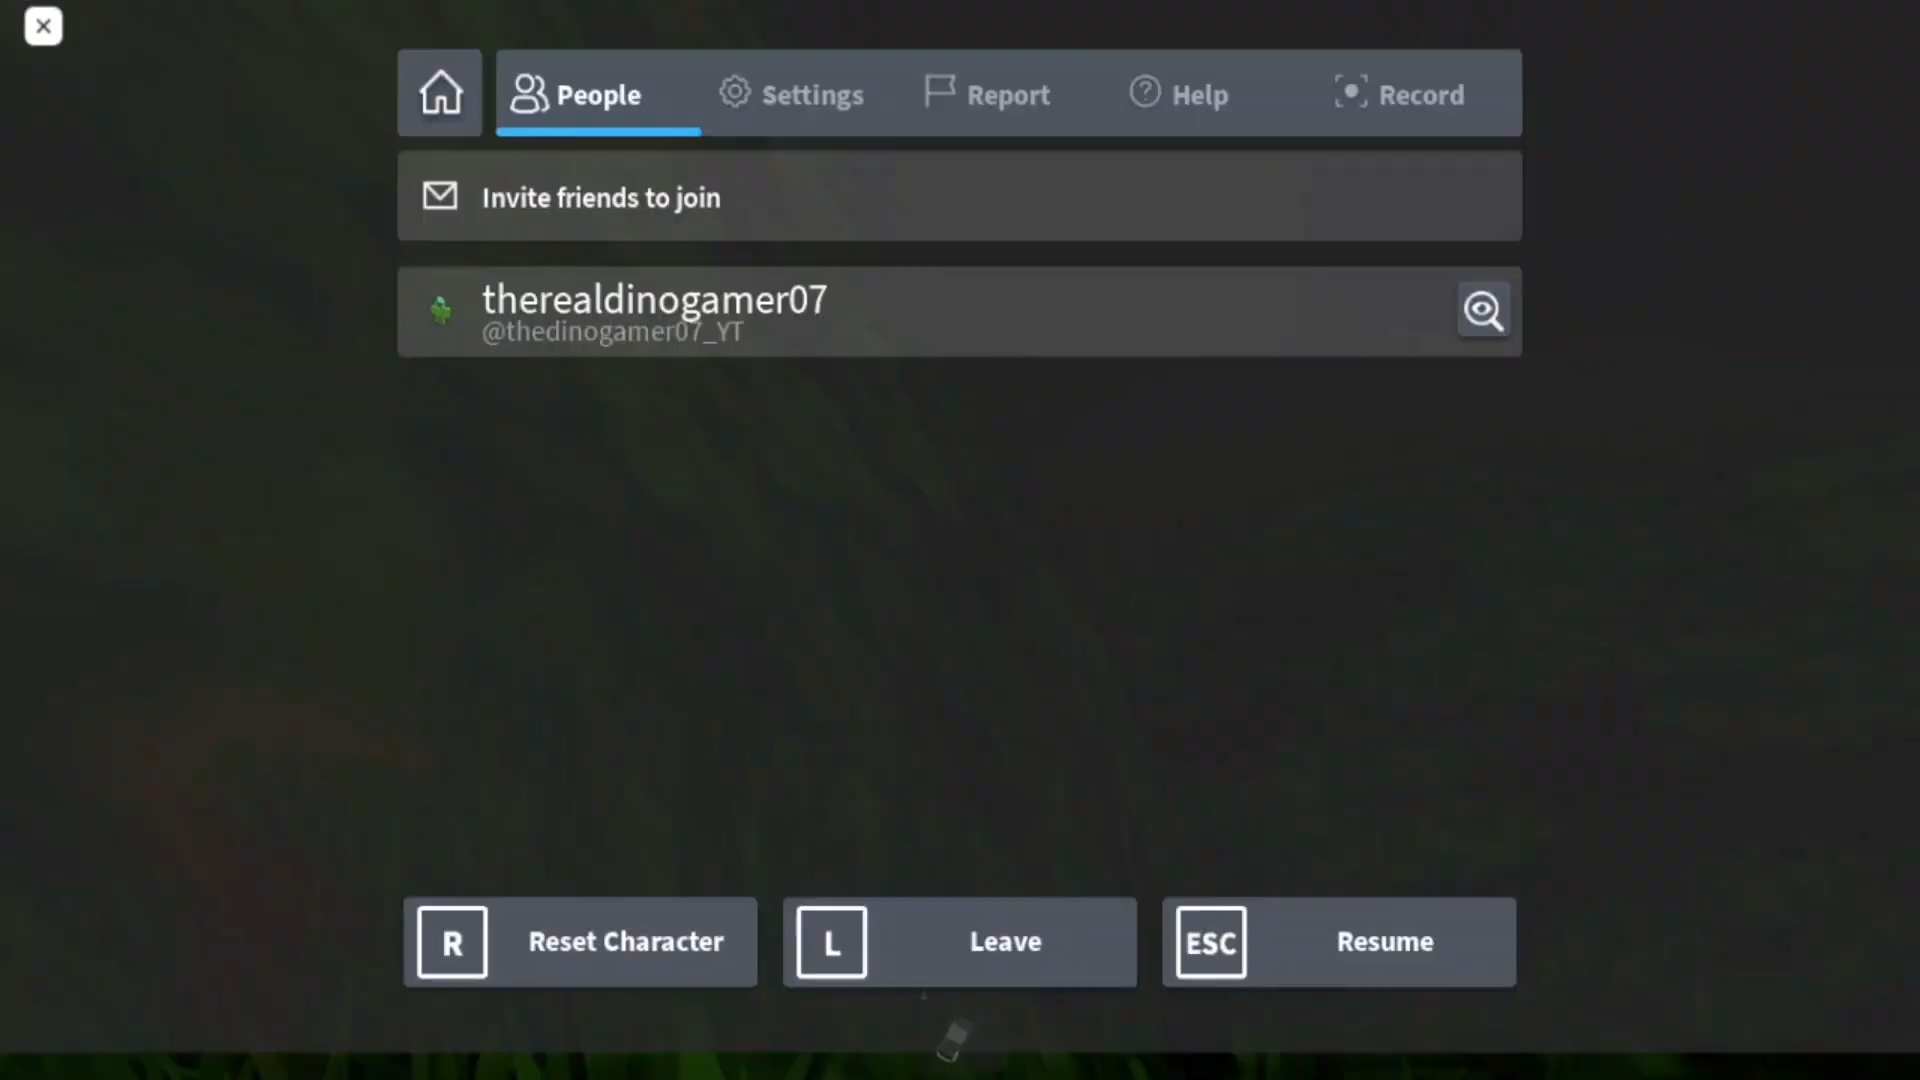 People
Settings
Report
Help
Record
Invite friends to join
therealdinogamer07
@thedinogamer07_YT
R
Reset Character
L
Leave
ESC
Resume